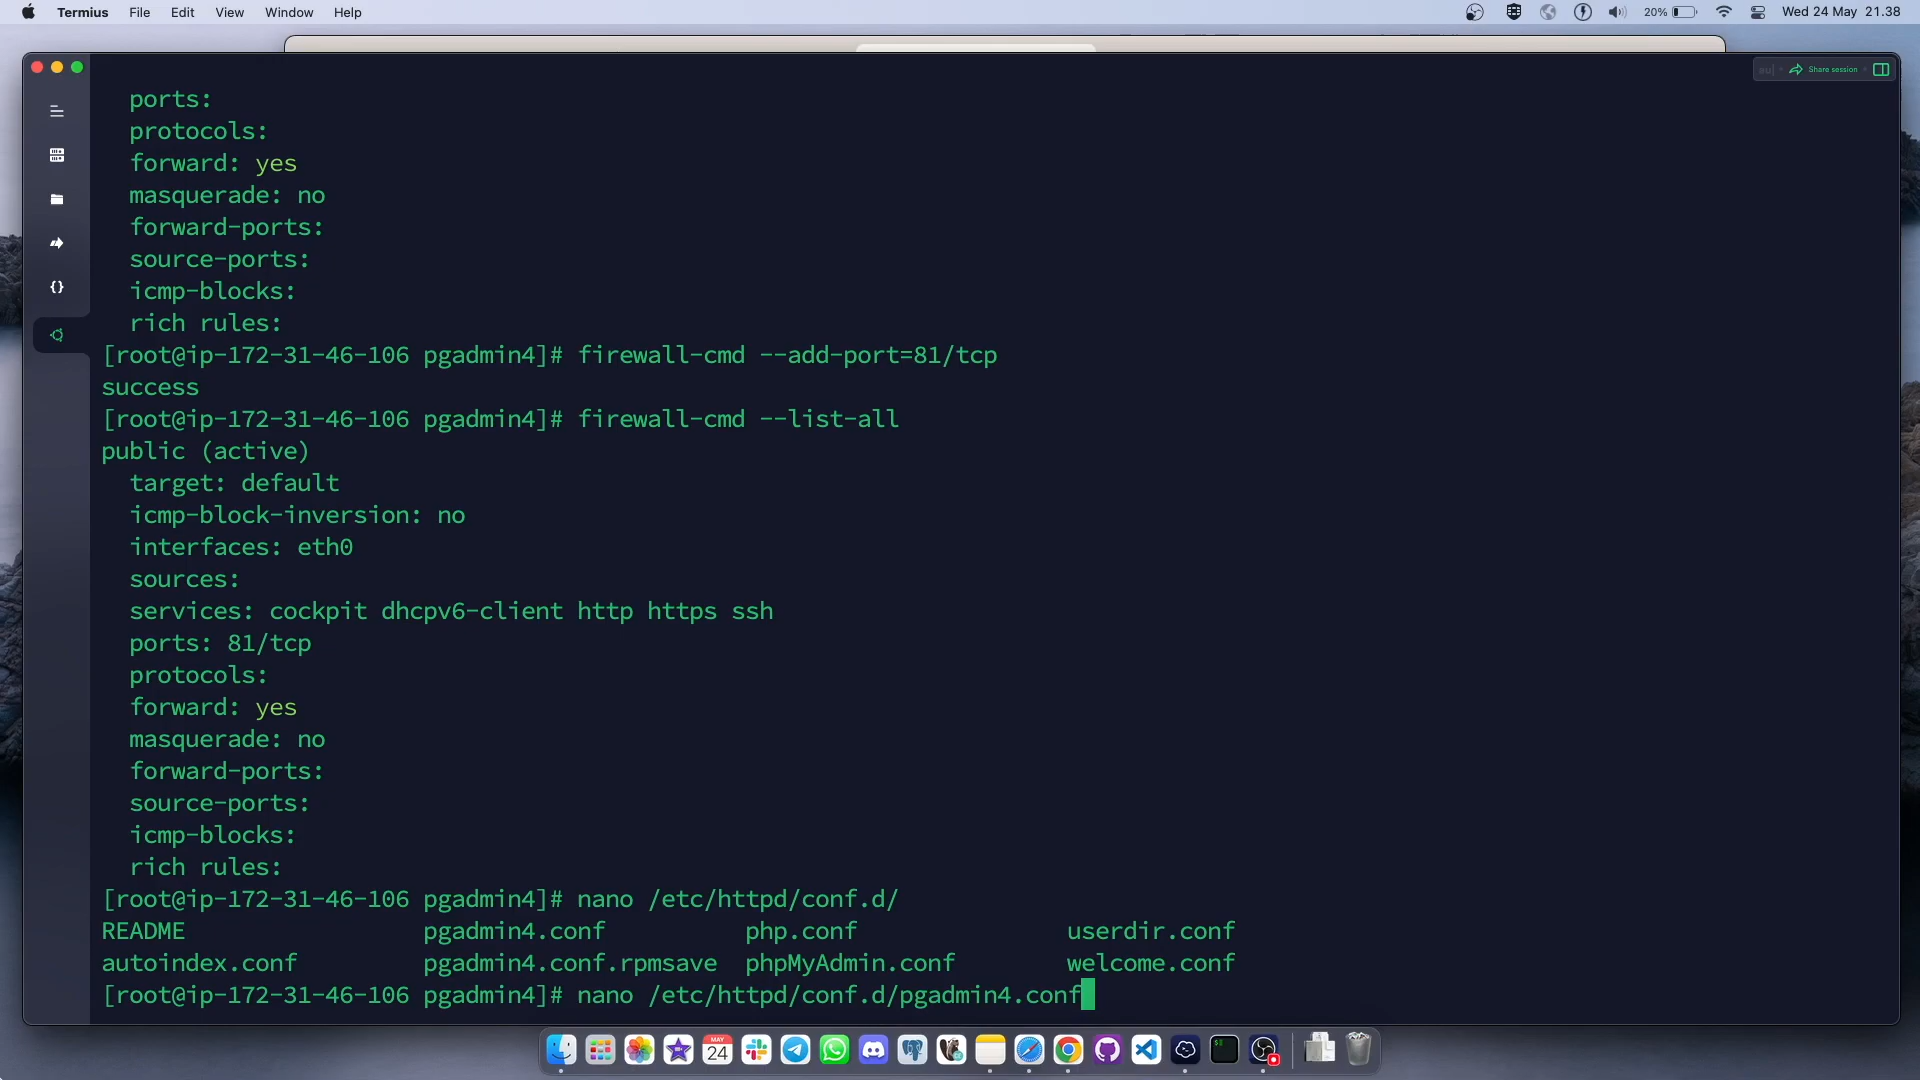 Termius File Edit View Window Help 20% Wed 24 May 21.38
Share session
ports:
protocols:
forward: yes
masquerade: no
forward-ports:
source-ports:
icmp-blocks:
rich rules:
[root@ip-172-31-46-106 pgadmin4]# firewall-cmd --add-port=81/tcp
success
[root@ip-172-31-46-106 pgadmin4]# firewall-cmd --list-all
public (active)
target: default
icmp-block-inversion: no
interfaces: eth0
sources:
services: cockpit dhcpv6-client http https ssh
ports: 81/tcp
protocols:
forward: yes
masquerade: no
forward-ports:
source-ports:
icmp-blocks:
rich rules:
[root@ip-172-31-46-106 pgadmin4]# nano /etc/httpd/conf.d/
README pgadmin4.conf php.conf userdir.conf
autoindex.conf pgadmin4.conf.rpmsave phpMyAdmin.conf welcome.conf
[root@ip-172-31-46-106 pgadmin4]# nano /etc/httpd/conf.d/pgadmin4.conf
MAY
24